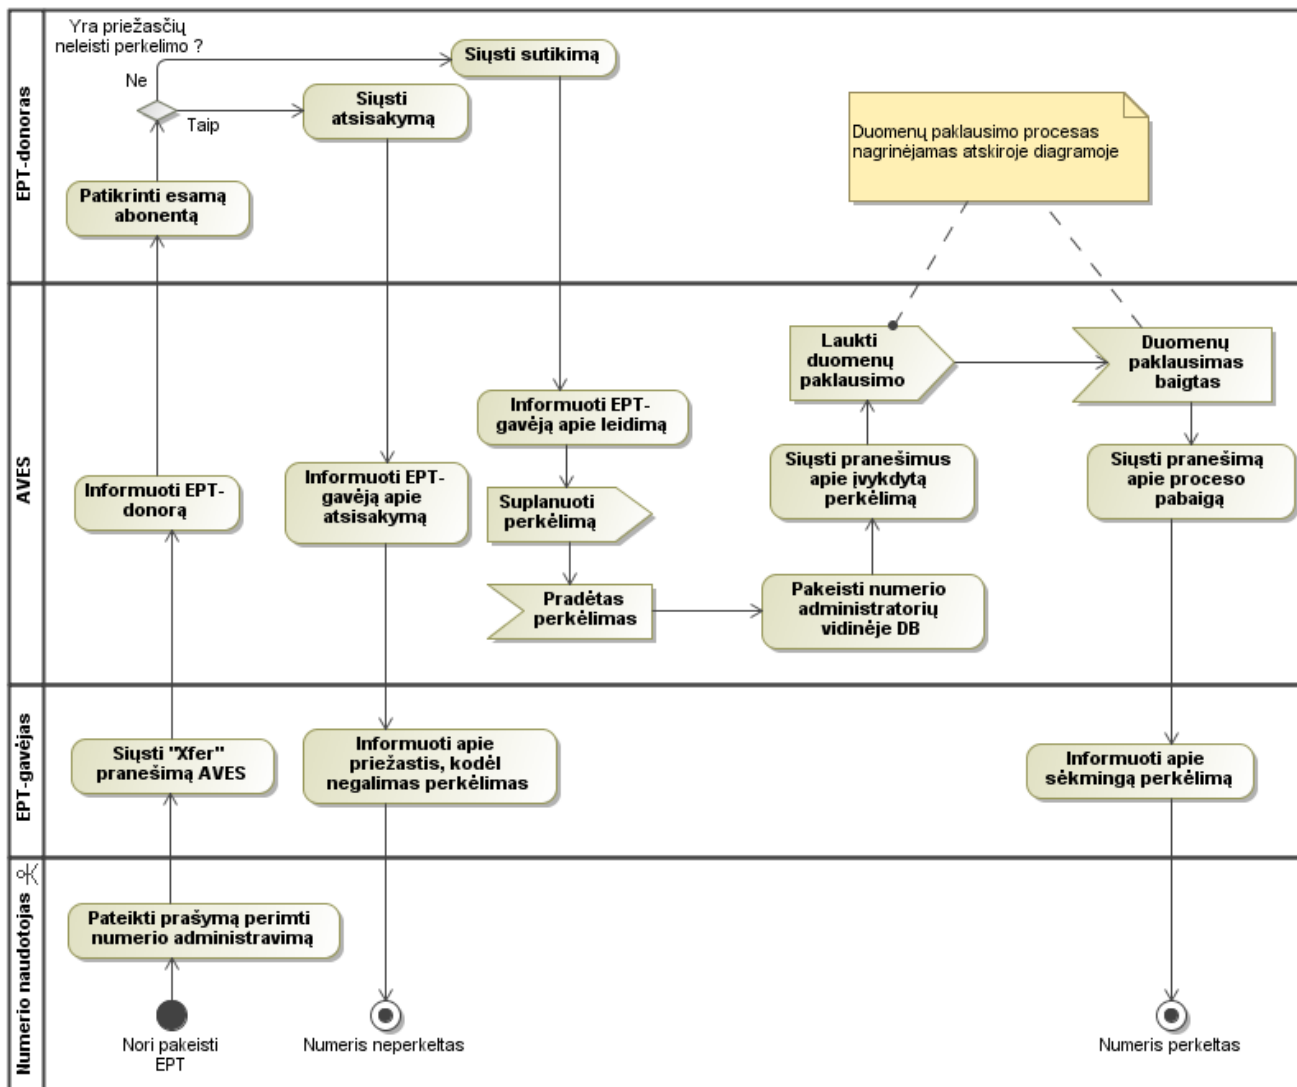 EPT-donoras
Yra priežasčių
neleisti perkelimo ?
Ne
Taip
Siųsti sutikimą
Siųsti
atsisakymą
Patikrinti esamą
abonentą
Duomenų paklausimo procesas
nagrinėjamas atskiroje diagramoje
AVES
Informuoti EPT-
donorą
Informuoti EPT-
gavėją apie
atsisakymą
Informuoti EPT-
gavėją apie leidimą
Suplanuoti
perkėlimą
Pradėtas
perkėlimas
Laukti
duomenų
paklausimo
Siųsti pranešimus
apie įvykdytą
perkėlimą
Pakeisti numerio
administratorių
vidinėje DB
Duomenų
paklausimas
baigtas
Siųsti pranešimą
apie proceso
pabaigą
EPT-gavėjas
Siųsti "Xfer"
pranešimą AVES
Informuoti apie
priežastis, kodėl
negalimas perkėlimas
Informuoti apie
sėkmingą perkėlimą
Numerio naudotojas
Pateikti prašymą perimti
numerio administravimą
Nori pakeisti
EPT
Numeris neperkeltas
Numeris perkeltas